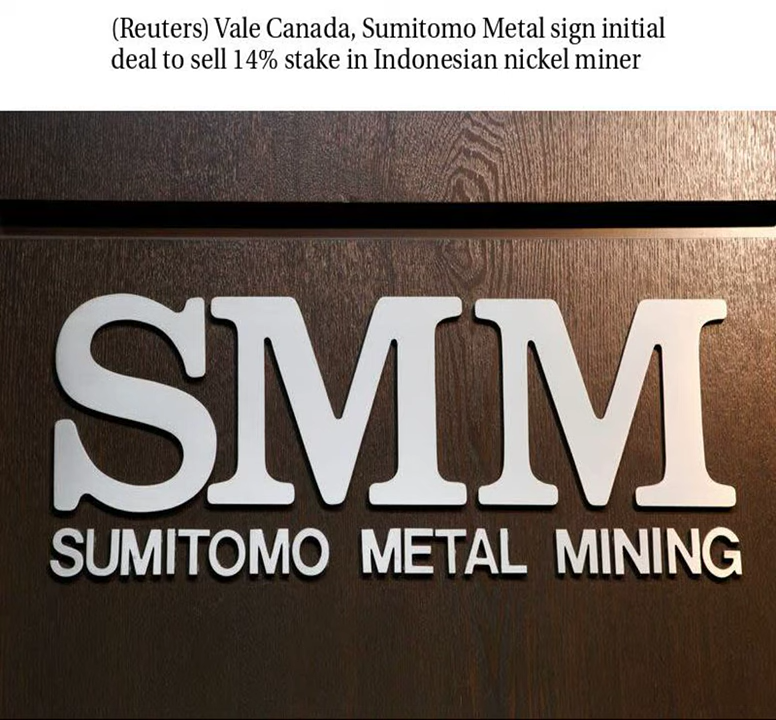 (Reuters) Vale Canada, Sumitomo Metal sign initial
deal to sell 14% stake in Indonesian nickel miner
SMM
SUMITOMO METAL MINING